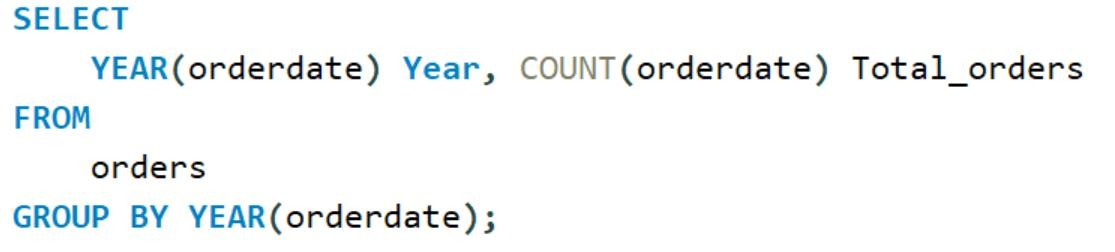 SELECT
    YEAR(orderdate) Year, COUNT(orderdate) Total_orders
FROM
    orders
GROUP BY YEAR(orderdate);